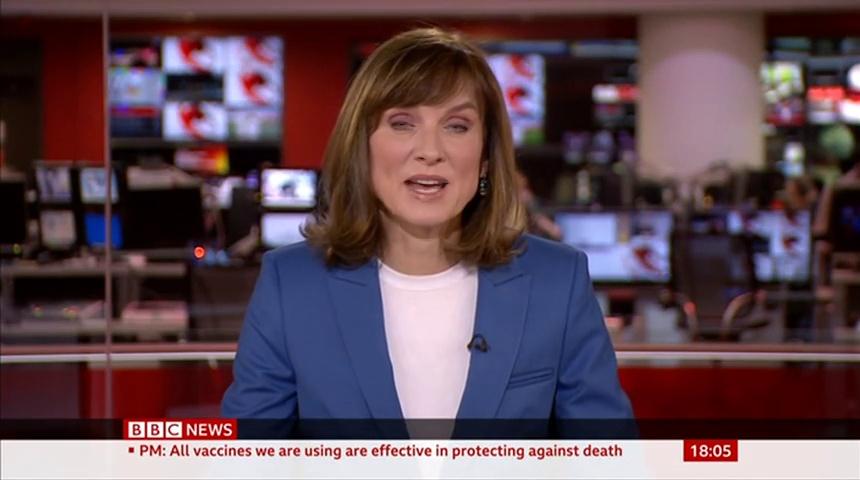 BBC NEWS
▪ PM: All vaccines we are using are effective in protecting against death
18:05